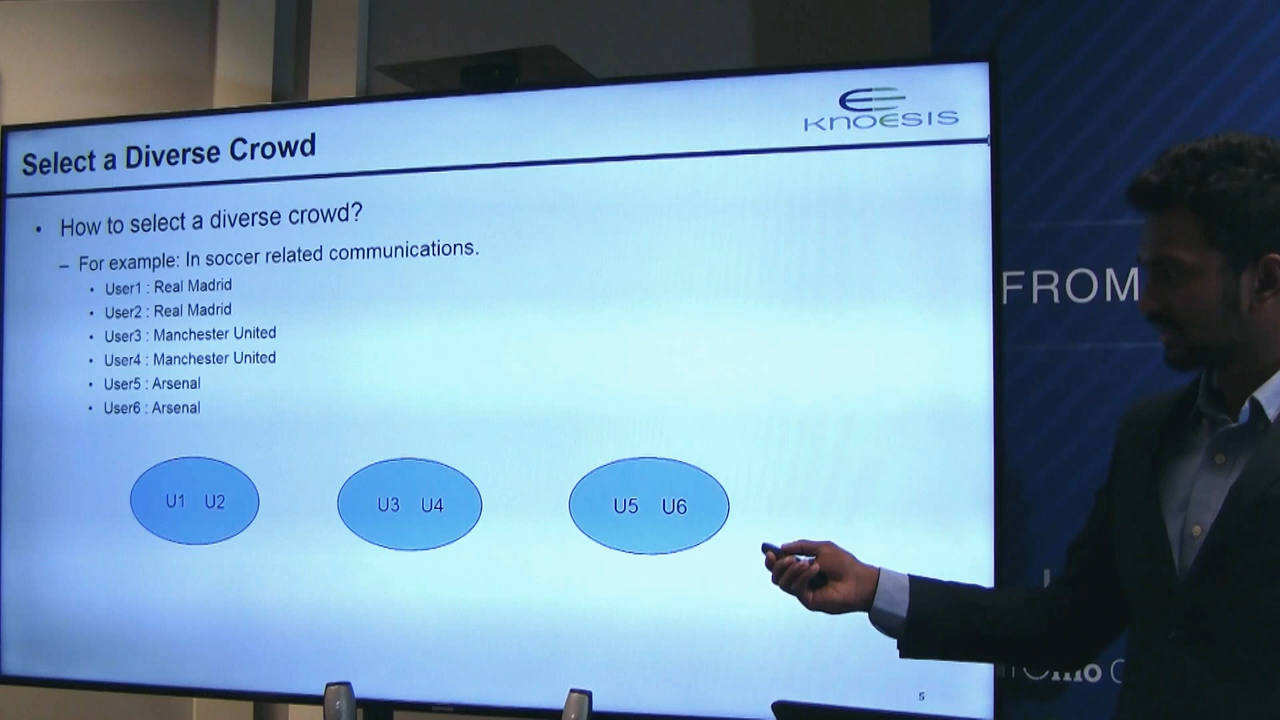 KNOESIS
Select a Diverse Crowd
• How to select a diverse crowd?
– For example: In soccer related communications.
• User1 : Real Madrid
• User2 : Real Madrid
• User3 : Manchester United
• User4 : Manchester United
• User5 : Arsenal
• User6 : Arsenal
U1 U2
U3 U4
U5 U6
5
FROM